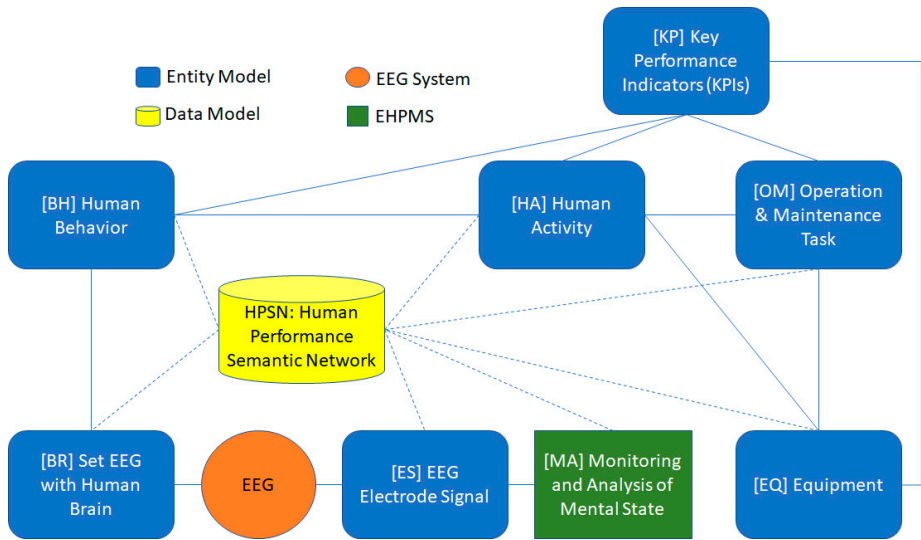 [KP] Key
Performance
Indicators (KPIs)
Entity Model
EEG System
Data Model
EHPMS
[BH] Human
Behavior
[HA] Human
Activity
[OM] Operation
& Maintenance
Task
HPSN: Human
Performance
Semantic Network
[BR] Set EEG
with Human
Brain
EEG
[ES] EEG
Electrode Signal
[MA] Monitoring
and Analysis of
Mental State
[EQ] Equipment